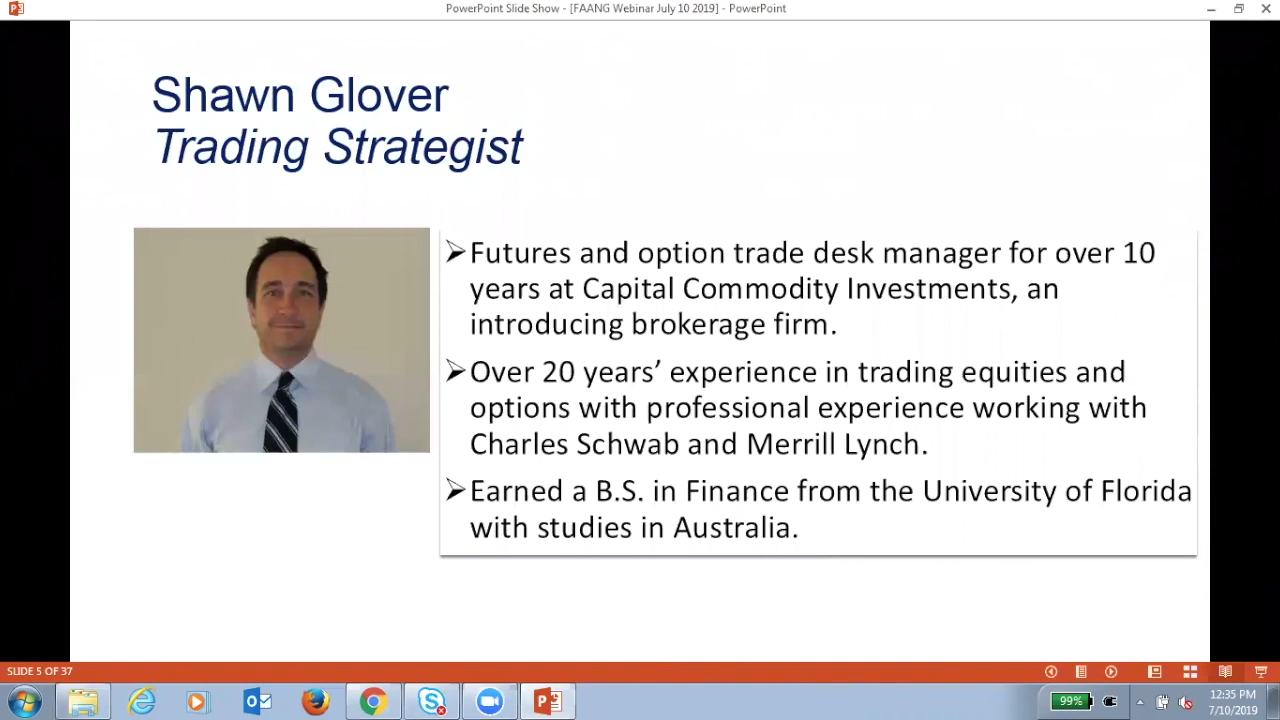 PowerPoint Slide Show - [FAANG Webinar July 10 2019] - PowerPoint
Shawn Glover
Trading Strategist
Futures and option trade desk manager for over 10
years at Capital Commodity Investments, an
introducing brokerage firm.
Over 20 years’ experience in trading equities and
options with professional experience working with
Charles Schwab and Merrill Lynch.
Earned a B.S. in Finance from the University of Florida
with studies in Australia.
SLIDE 5 OF 37
99%
12:35 PM
7/10/2019